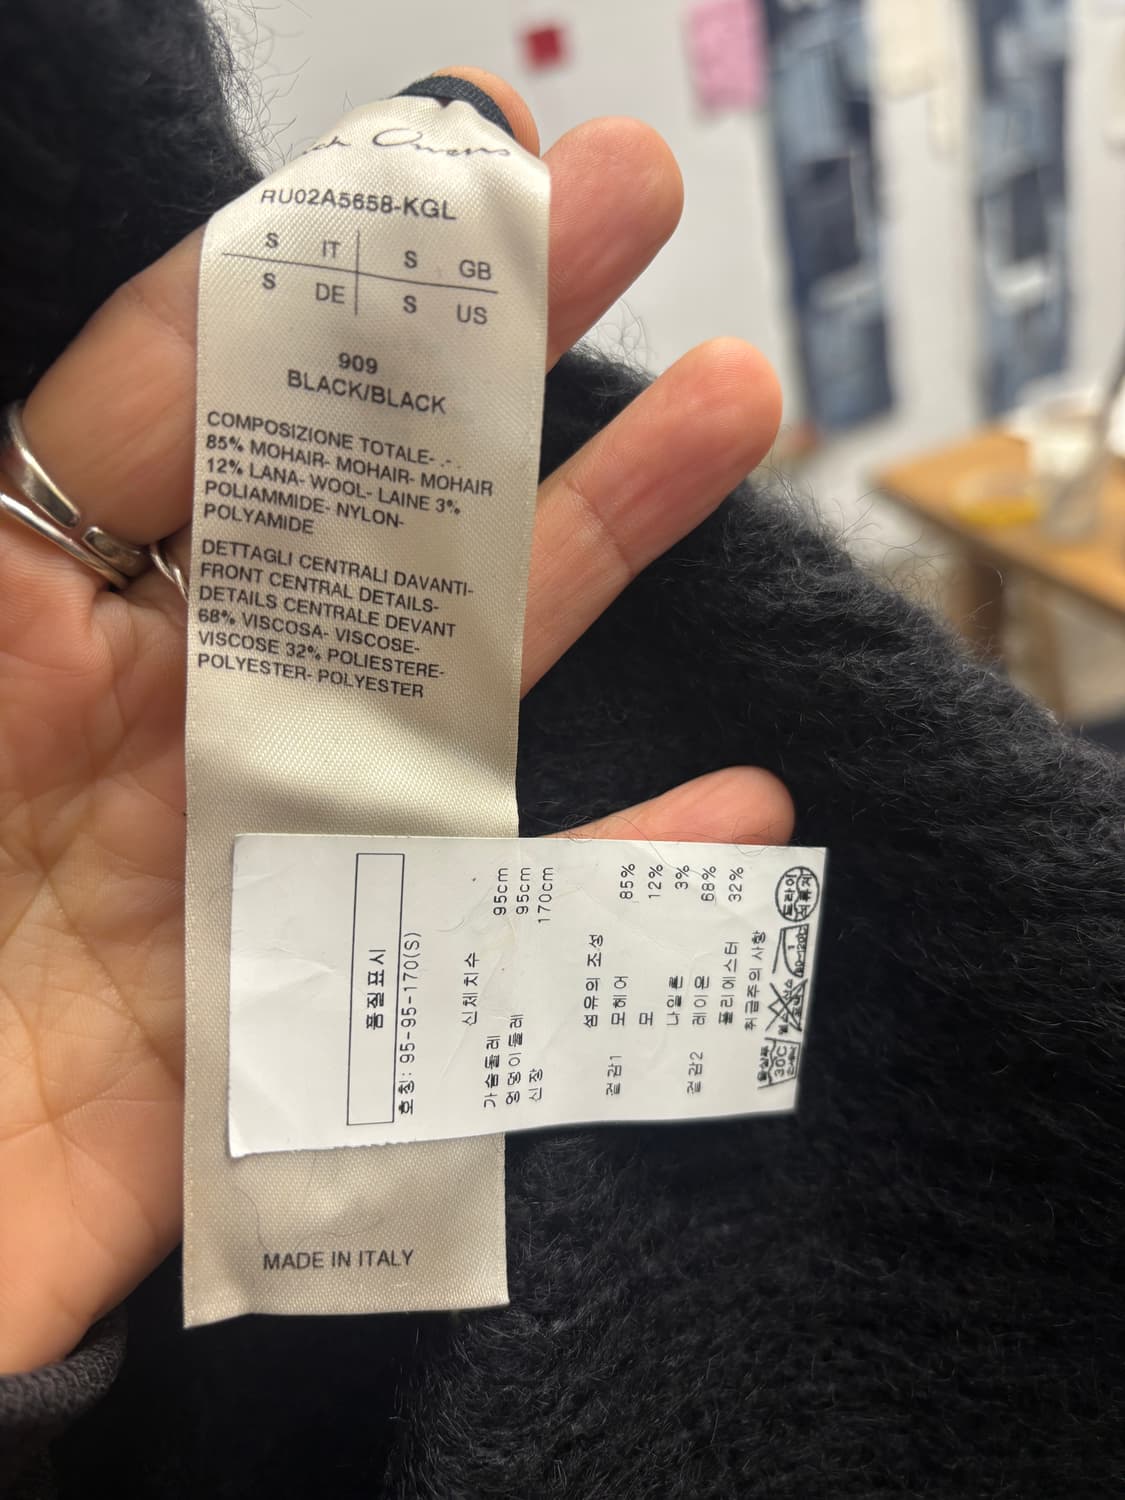 Owens
RU02A5658-KGL
S IT S GB
S DE S US
909
BLACK/BLACK
COMPOSIZIONE TOTALE- .- .
85% MOHAIR- MOHAIR- MOHAIR
12% LANA- WOOL- LAINE 3%
POLIAMMIDE- NYLON-
POLYAMIDE
DETTAGLI CENTRALI DAVANTI-
FRONT CENTRAL DETAILS-
DETAILS CENTRALE DEVANT
68% VISCOSA- VISCOSE-
VISCOSE 32% POLIESTERE-
POLYESTER- POLYESTER
품질표시
호칭: 95-95-170(S)
신체치수
가슴둘레 95cm
엉덩이둘레 95cm
신장 170cm
섬유의 조성
겉감1 모헤어 85%
모 12%
나일론 3%
겉감2 레이온 68%
폴리에스터 32%
취급주의 사항
30°C
드라이
MADE IN ITALY